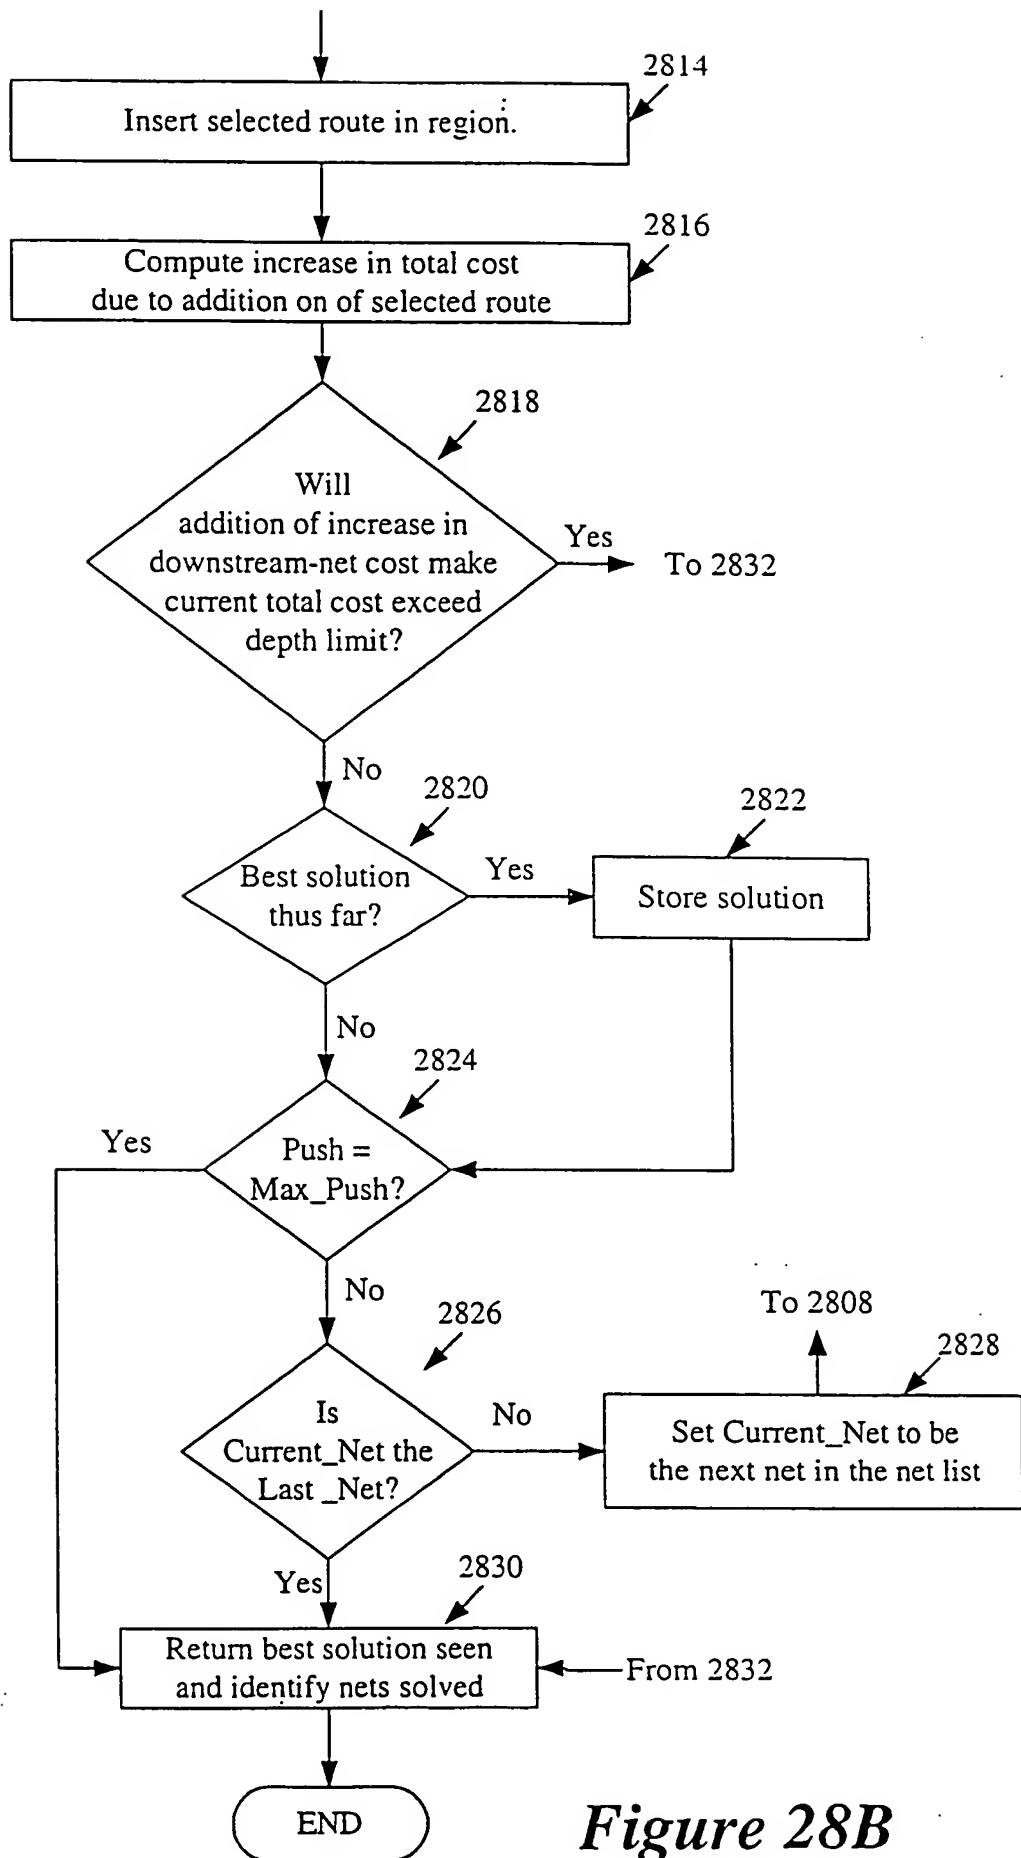 2814
Insert selected route in region.
2816
Compute increase in total cost
due to addition on of selected route
2818
Will
addition of increase in
downstream-net cost make
current total cost exceed
depth limit?
Yes
To 2832
No
2820
2822
Best solution
thus far?
Yes
Store solution
No
2824
Yes
Push =
Max_Push?
No
2826
To 2808
2828
Is
Current_Net the
Last _Net?
No
Set Current_Net to be
the next net in the net list
Yes
2830
Return best solution seen
and identify nets solved
From 2832
END
Figure 28B